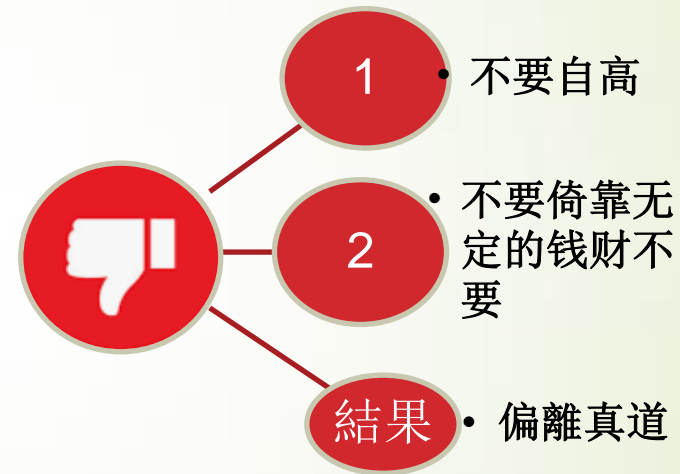 1
• 不要自高
2
• 不要倚靠无
定的钱财不
要
結果
• 偏離真道